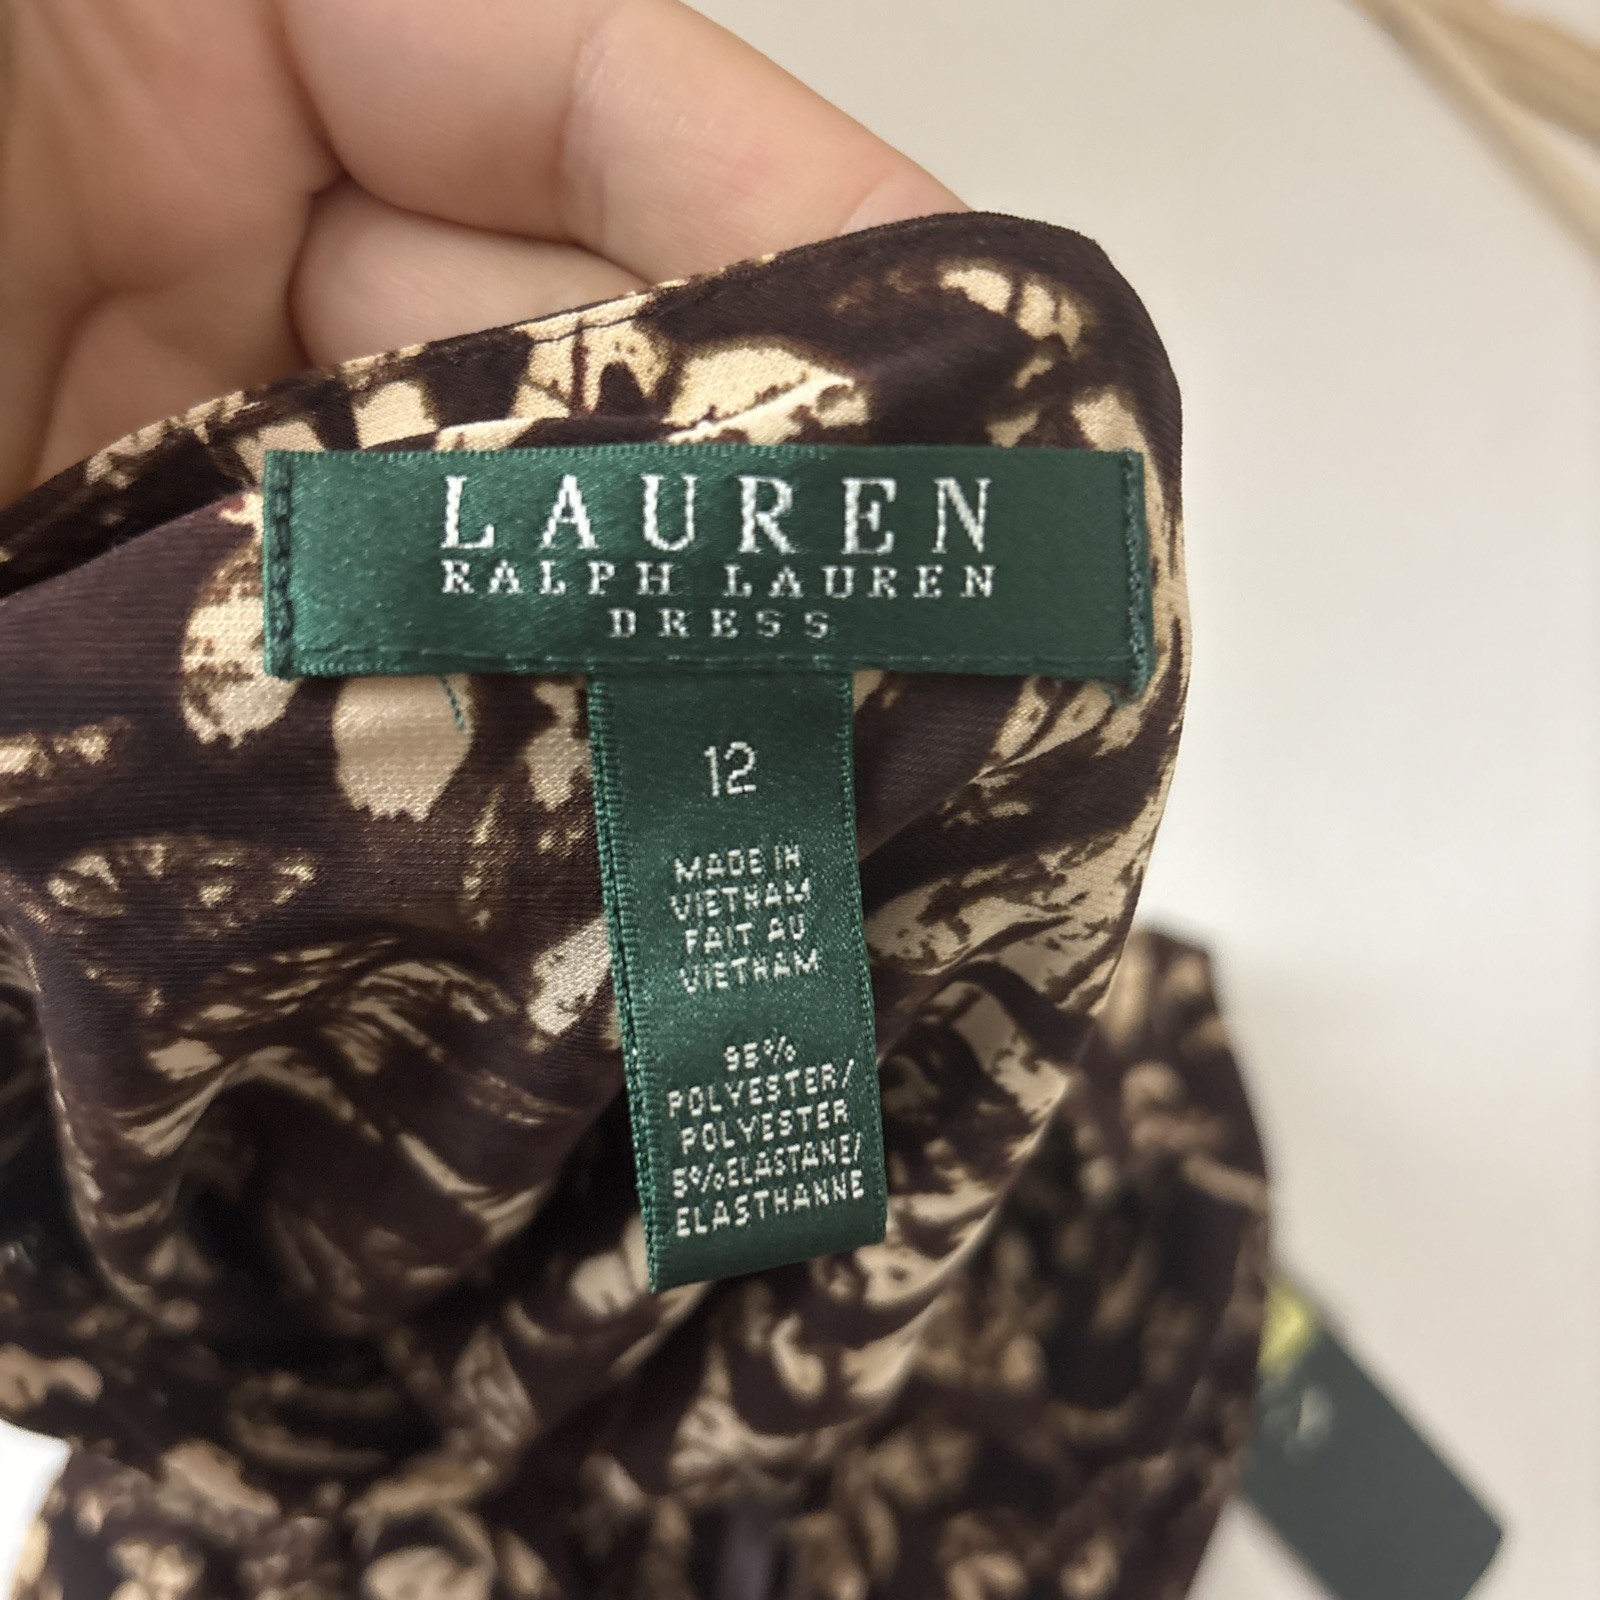 LAUREN
RALPH LAUREN
DRESS
12
MADE IN
VIETNAM
FAIT AU
VIETNAM
95%
POLYESTER/
POLYESTER
5%ELASTANE/
ELASTHANNE